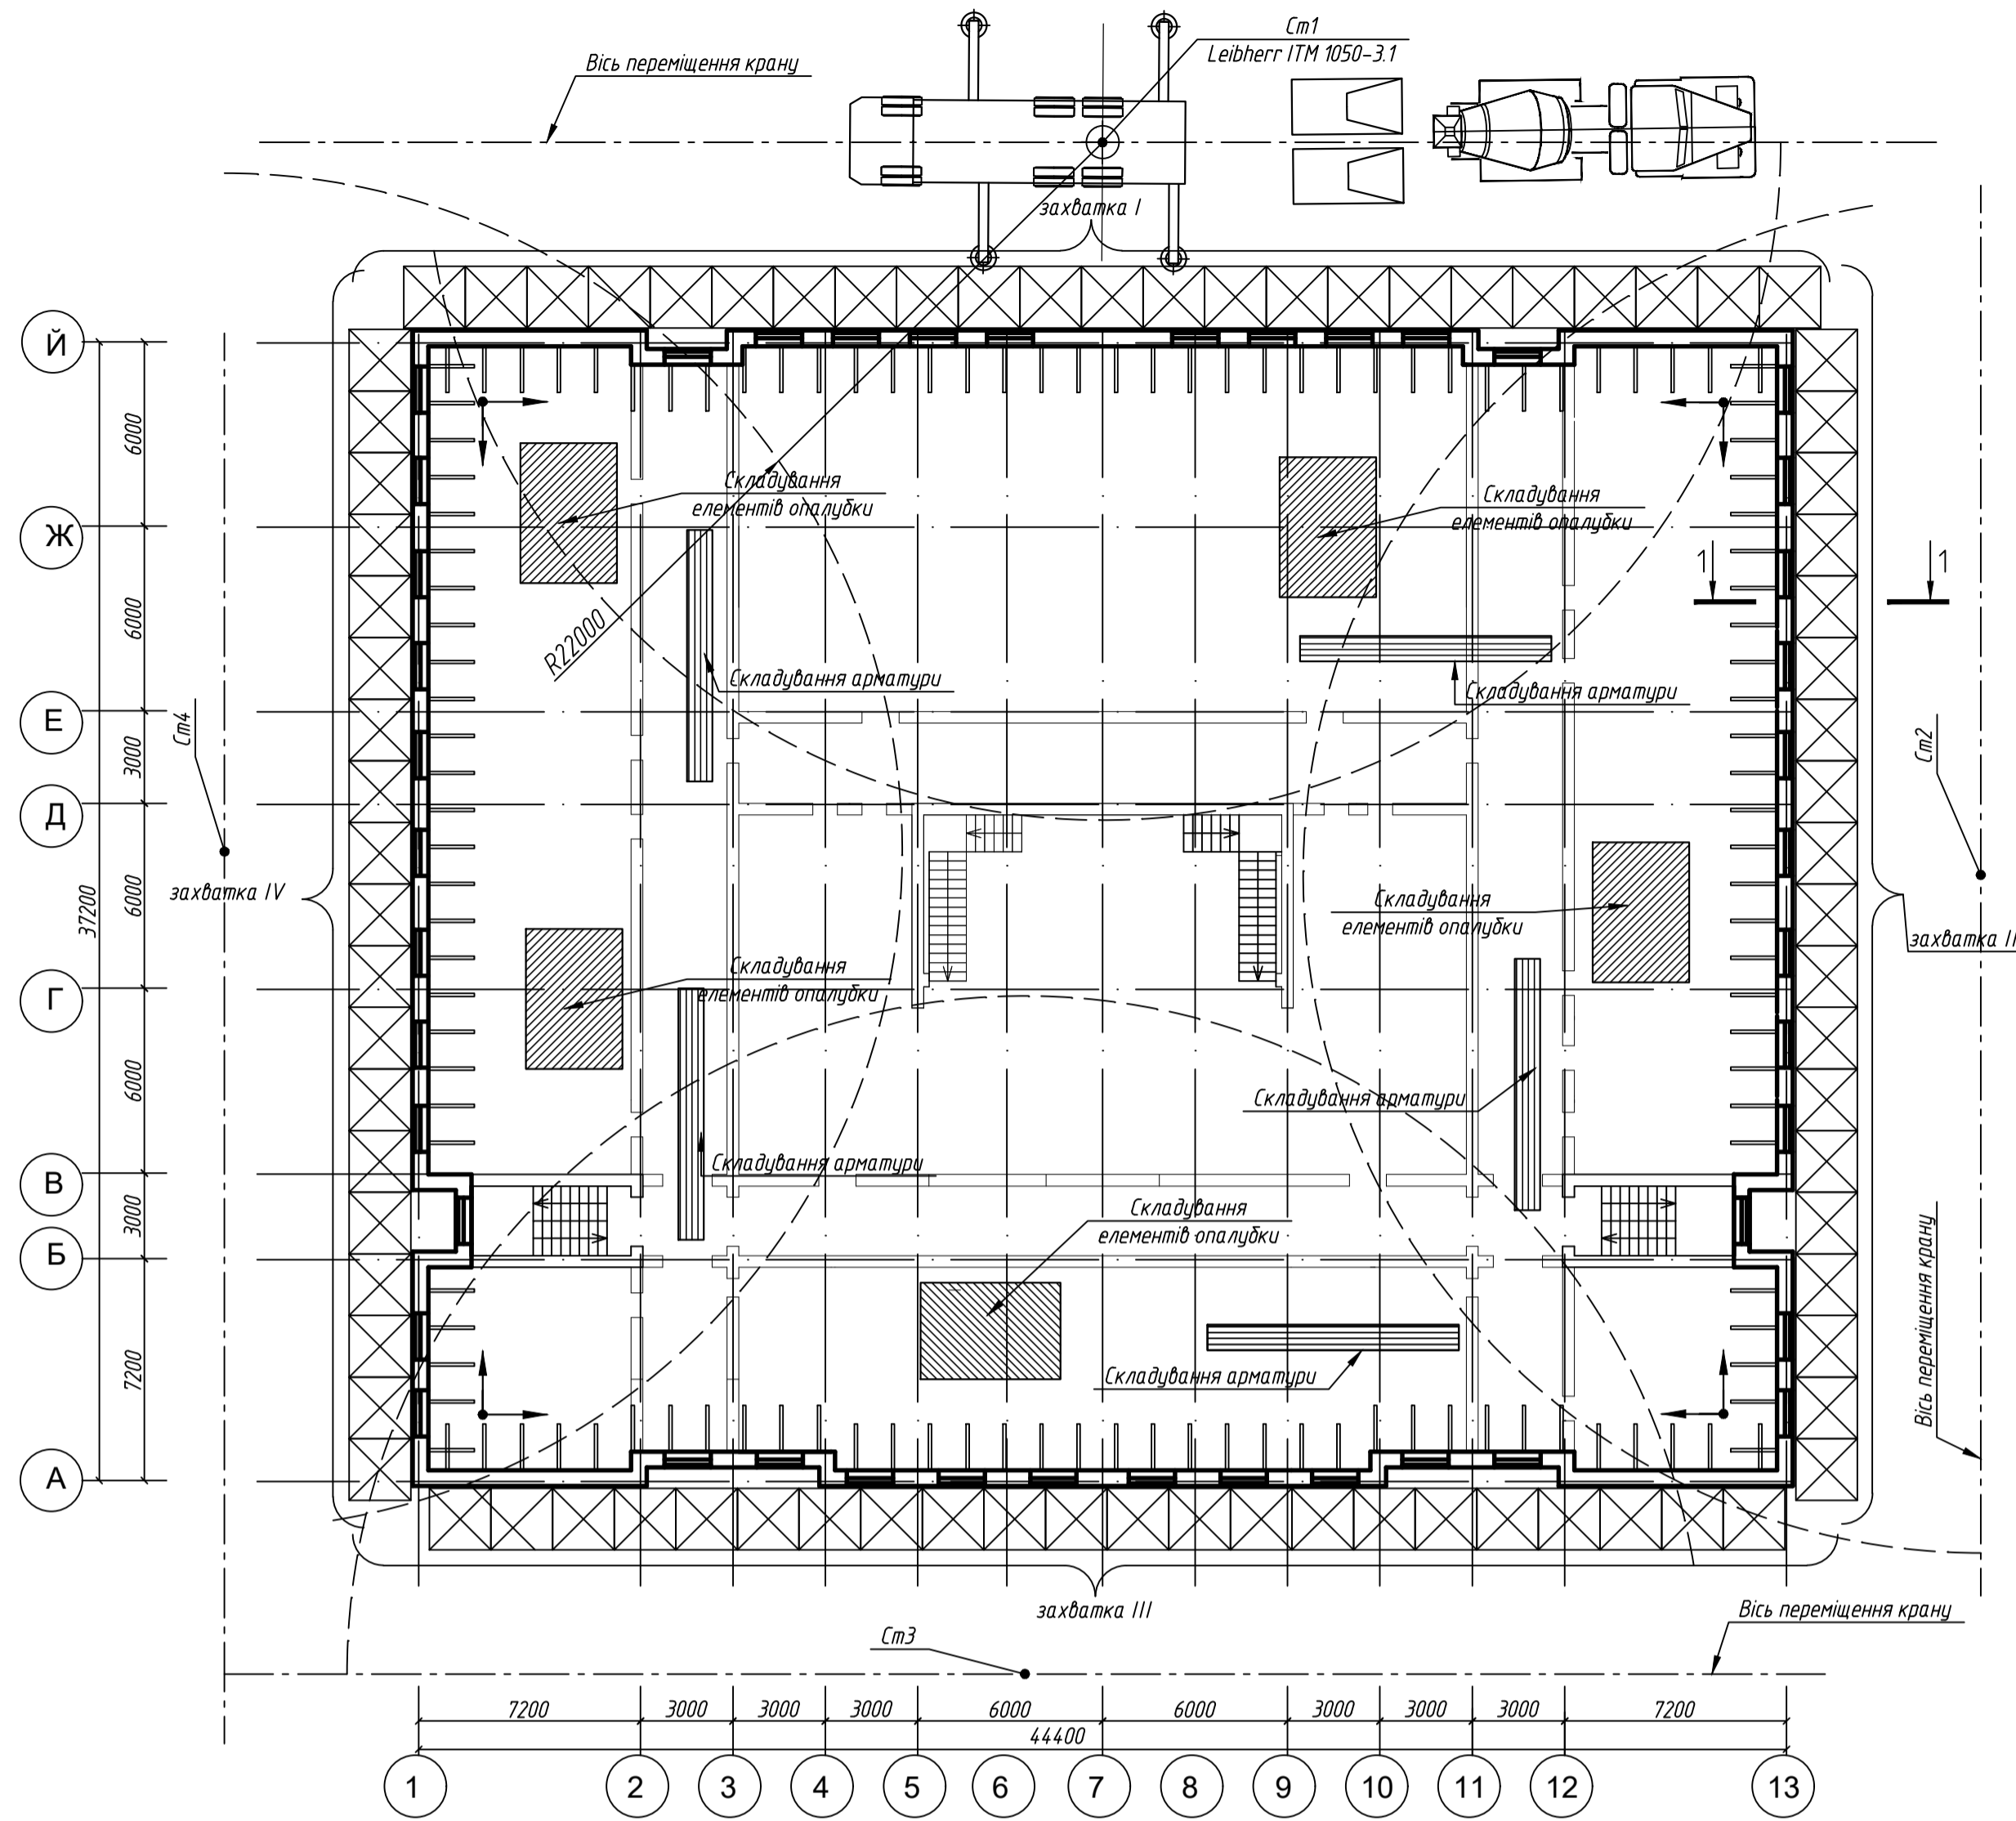 Ст1
Leibherr ITM 1050-3.1
Вісь переміщення крану
захватка I
Й
6000
Складування
елементів опалубки
Складування
елементів опалубки
Ж
1
1
6000
R22000
Складування арматури
Складування арматури
Е
Ст4
Ст2
3000
Д
37200
6000
захватка IV
Складування
елементів опалубки
захватка II
Складування
елементів опалубки
Г
6000
Складування арматури
Складування арматури
В
3000
Складування
елементів опалубки
Б
Вісь переміщення крану
7200
Складування арматури
А
захватка III
Вісь переміщення крану
Ст3
7200
3000
3000
3000
6000
6000
3000
3000
3000
7200
44400
1
2
3
4
5
6
7
8
9
10
11
12
13